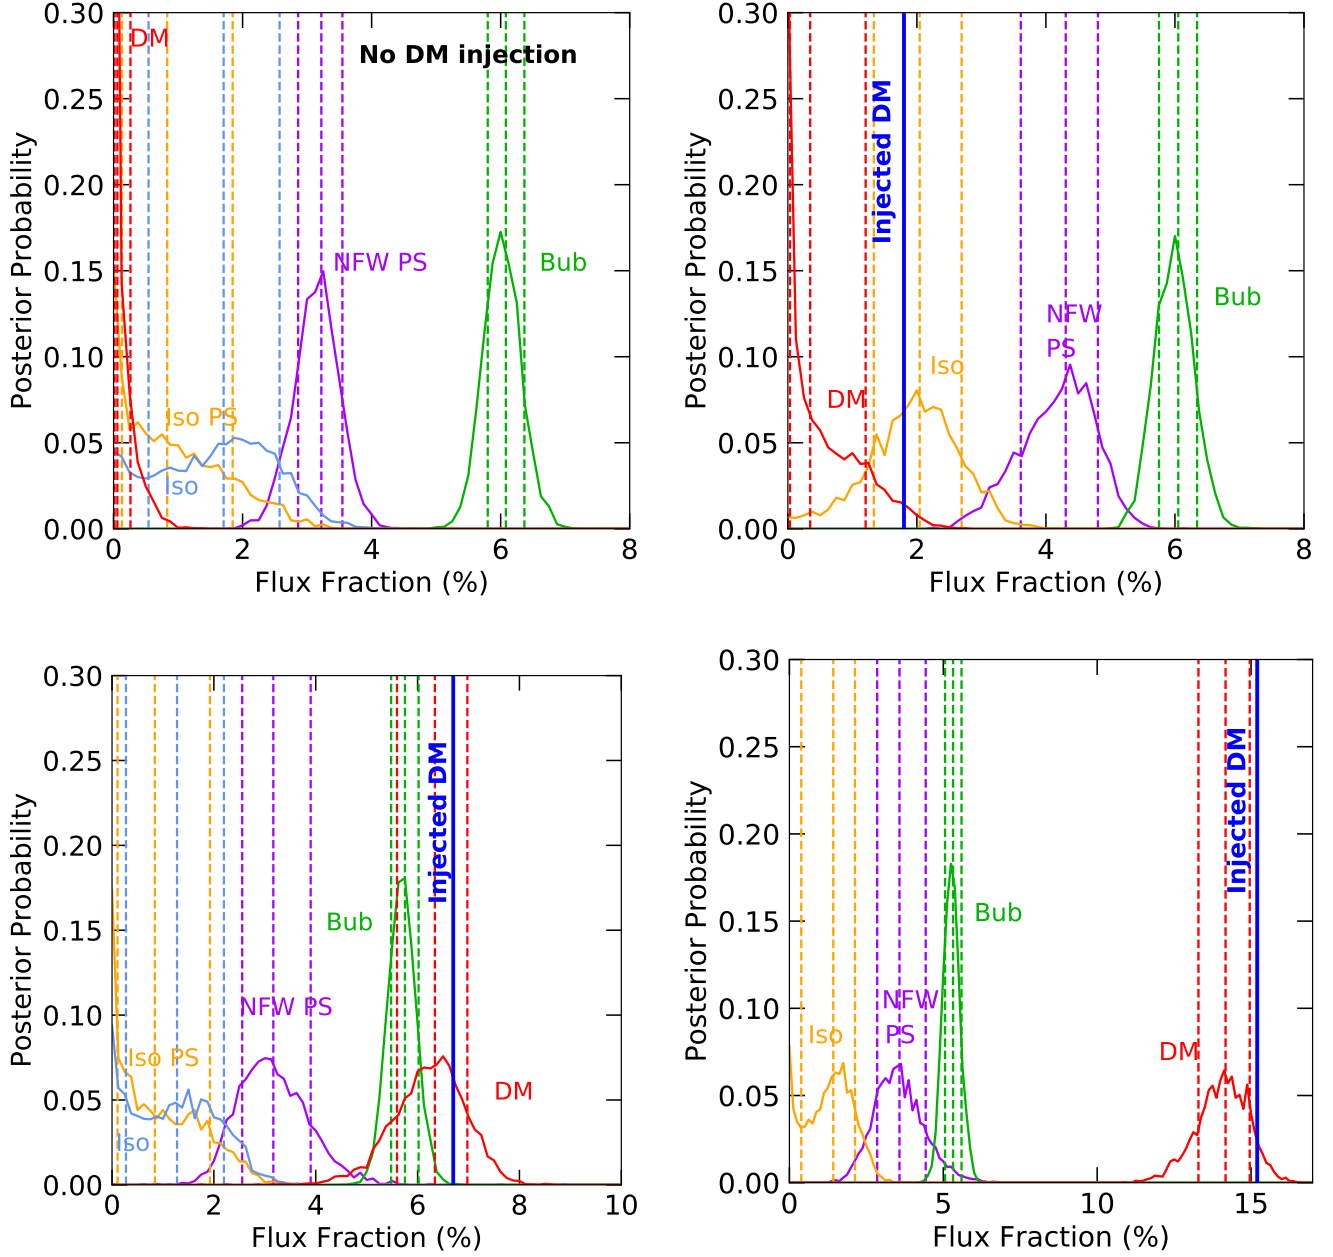 0.30
0.25
0.20
0.15
0.10
0.05
0.00
Posterior Probability
DM
No DM injection
NFW PS
Bub
Iso PS
Iso
0 2 4 6 8
Flux Fraction (%)
0.30
0.25
0.20
0.15
0.10
0.05
0.00
Posterior Probability
Injected DM
NFW
PS
Bub
Iso
DM
0 2 4 6 8
Flux Fraction (%)
0.30
0.25
0.20
0.15
0.10
0.05
0.00
Posterior Probability
Injected DM
Bub
NFW PS
Iso PS
DM
Iso
0 2 4 6 8 10
Flux Fraction (%)
0.30
0.25
0.20
0.15
0.10
0.05
0.00
Posterior Probability
Injected DM
Bub
NFW
PS
Iso
DM
0 5 10 15
Flux Fraction (%)